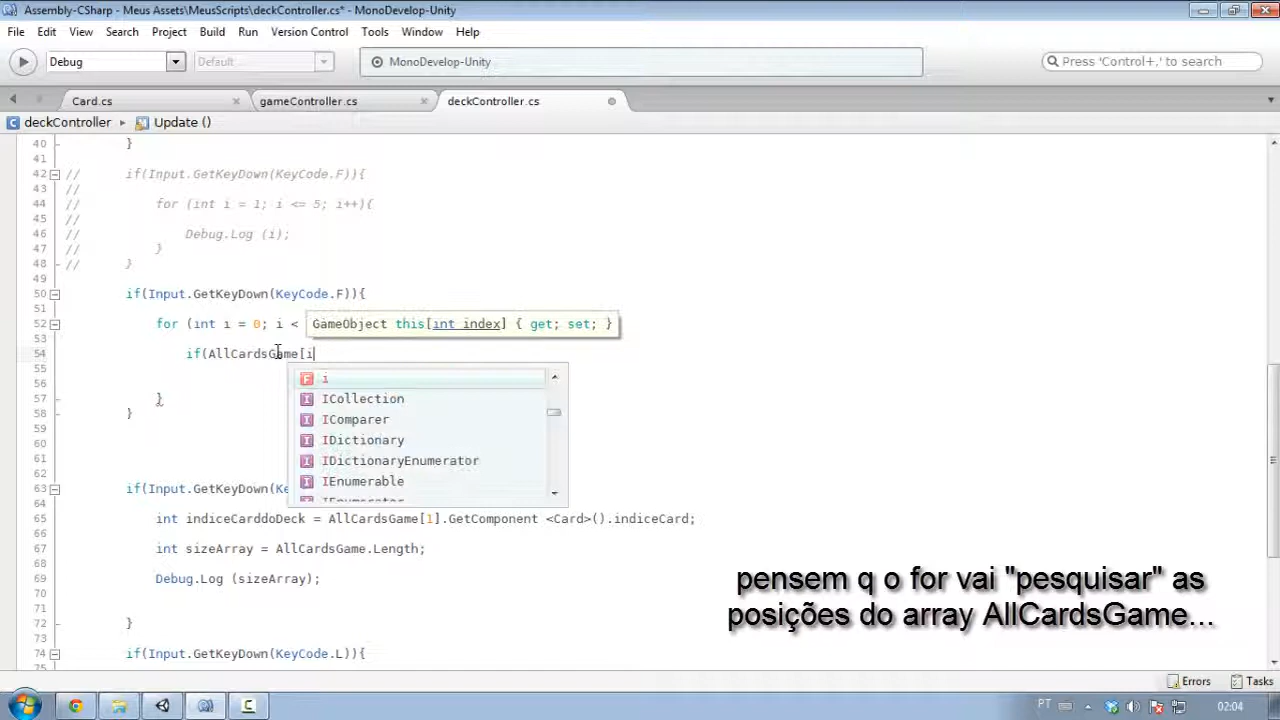 Assembly-CSharp - Meus Assets\MeusScripts\deckController.cs* - MonoDevelop-Unity
File Edit View Search Project Build Run Version Control Tools Window Help
Debug Default MonoDevelop-Unity Press 'Control+,' to search
Card.cs gameController.cs deckController.cs
deckController Update ()
40 }
41
42 // if(Input.GetKeyDown(KeyCode.F)){
43 //
44 // for (int i = 1; i <= 5; i++){
45 //
46 // Debug.Log (i);
47 // }
48 // }
49
50 if(Input.GetKeyDown(KeyCode.F)){
51
52 for (int i = 0; i < GameObject this[int index] { get; set; }
53
54 if(AllCardsGame[i
55
56
i
57 }
ICollection
58 }
IComparer
59
60
IDictionary
61
IDictionaryEnumerator
62
IEnumerable
63 if(Input.GetKeyDown(Ke
IEnumerator
64
65 int indiceCarddoDeck = AllCardsGame[1].GetComponent <Card>().indiceCard;
66
67 int sizeArray = AllCardsGame.Length;
68
69 Debug.Log (sizeArray);
70
71
72 }
73
74 if(Input.GetKeyDown(KeyCode.L)){
75
pensem q o for vai "pesquisar" as
posições do array AllCardsGame...
Errors Tasks
PT 02:04